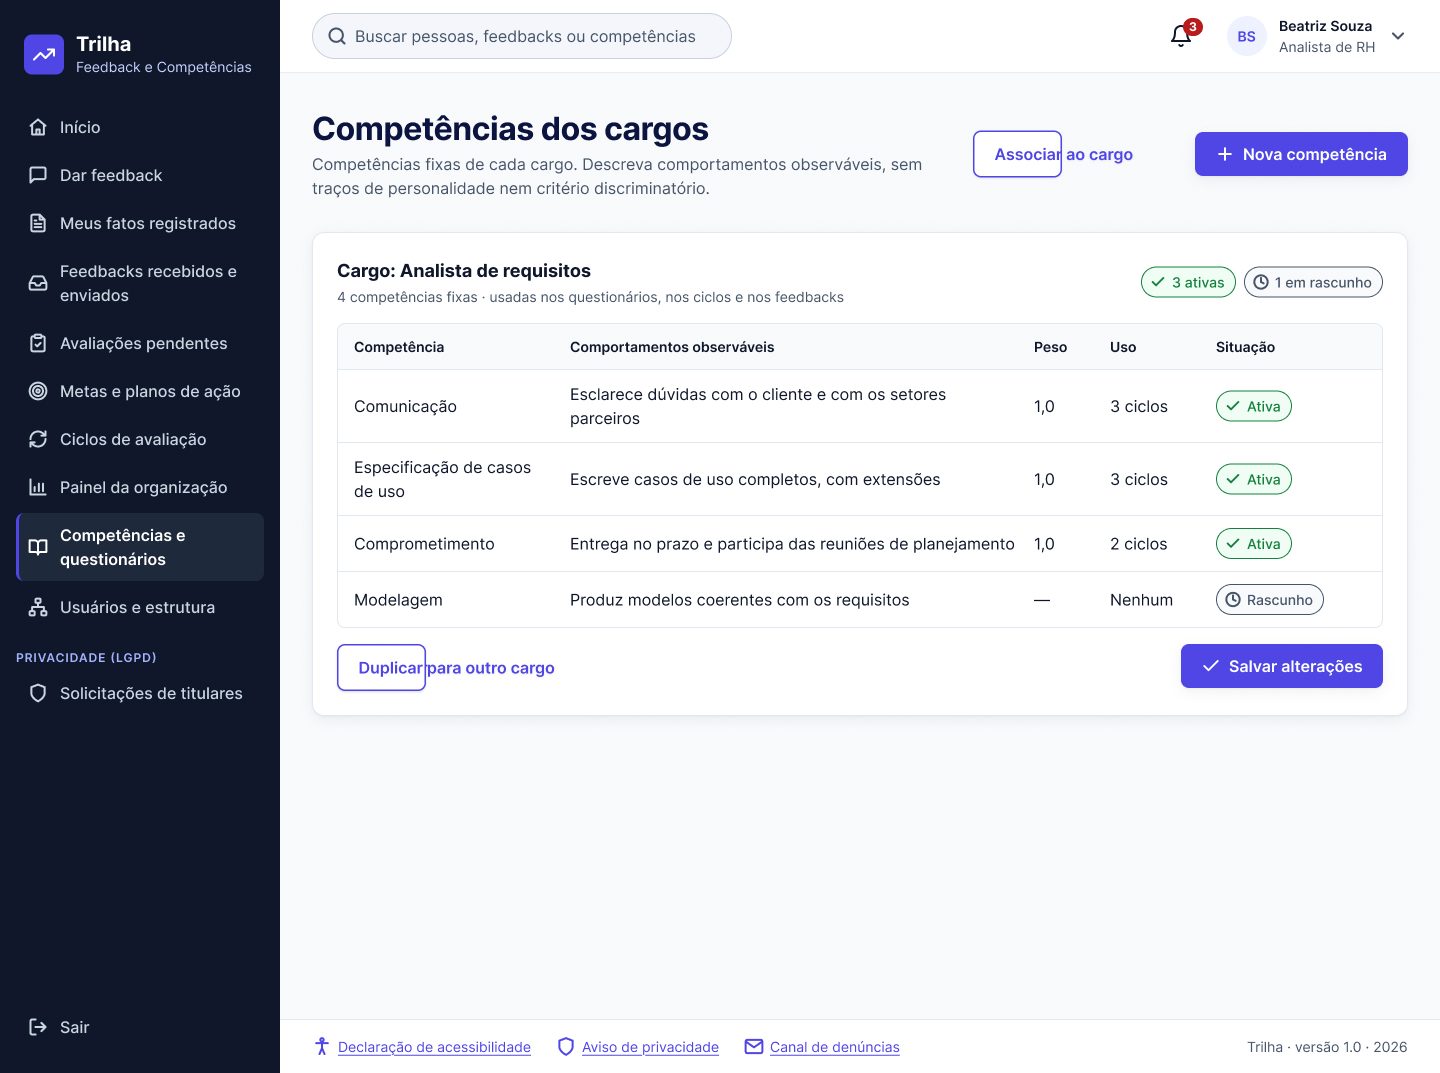 Trilha
Feedback e Competências
Início
Dar feedback
Meus fatos registrados
Feedbacks recebidos e
enviados
Avaliações pendentes
Metas e planos de ação
Ciclos de avaliação
Painel da organização
Competências e
questionários
Usuários e estrutura
PRIVACIDADE (LGPD)
Solicitações de titulares
Sair
Buscar pessoas, feedbacks ou competências
3
BS
Beatriz Souza
Analista de RH
Competências dos cargos
Competências fixas de cada cargo. Descreva comportamentos observáveis, sem
traços de personalidade nem critério discriminatório.
Associar ao cargo
Nova competência
Cargo: Analista de requisitos
4 competências fixas · usadas nos questionários, nos ciclos e nos feedbacks
3 ativas
1 em rascunho
Competência Comportamentos observáveis Peso Uso Situação
Comunicação Esclarece dúvidas com o cliente e com os setores
parceiros 1,0 3 ciclos Ativa
Especificação de casos
de uso Escreve casos de uso completos, com extensões 1,0 3 ciclos Ativa
Comprometimento Entrega no prazo e participa das reuniões de planejamento 1,0 2 ciclos Ativa
Modelagem Produz modelos coerentes com os requisitos — Nenhum Rascunho
Duplicar para outro cargo
Salvar alterações
Declaração de acessibilidade
Aviso de privacidade
Canal de denúncias
Trilha · versão 1.0 · 2026